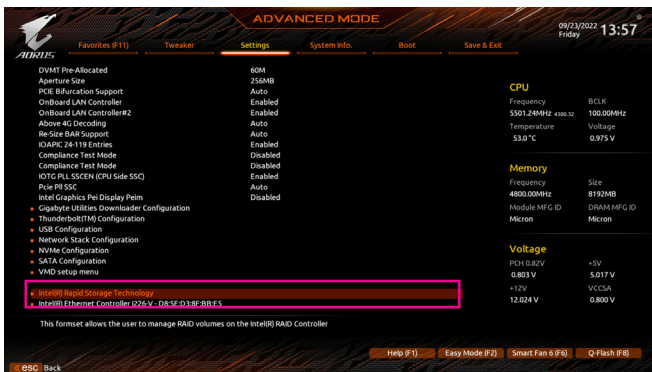 ADVANCED MODE
09/23/2022 Friday 13:57
AORUS
Favorites (F11) Tweaker Settings System Info. Boot Save & Exit
DVMT Pre-Allocated 60M
Aperture Size 256MB
PCIE Bifurcation Support Auto
OnBoard LAN Controller Enabled
OnBoard LAN Controller#2 Enabled
Above 4G Decoding Auto
Re-Size BAR Support Auto
IOAPIC 24-119 Entries Enabled
Compliance Test Mode Disabled
Compliance Test Mode Disabled
IOTG PLL SSCEN (CPU Side SSC) Enabled
Pcie Pll SSC Auto
Intel Graphics Pei Display Peim Disabled
Gigabyte Utilities Downloader Configuration
Thunderbolt(TM) Configuration
USB Configuration
Network Stack Configuration
NVMe Configuration
SATA Configuration
VMD setup menu
Intel(R) Rapid Storage Technology
Intel(R) Ethernet Controller I226-V - D8:5E:D3:8F:BB:E5
This formset allows the user to manage RAID volumes on the Intel(R) RAID Controller
CPU
Frequency BCLK
5501.24MHz 4300.32 100.00MHz
Temperature Voltage
53.0 °C 0.975 V
Memory
Frequency Size
4800.00MHz 8192MB
Module MFG ID DRAM MFG ID
Micron Micron
Voltage
PCH 0.82V +5V
0.803 V 5.017 V
+12V VCCSA
12.024 V 0.800 V
Help (F1) Easy Mode (F2) Smart Fan 6 (F6) Q-Flash (F8)
esc Back